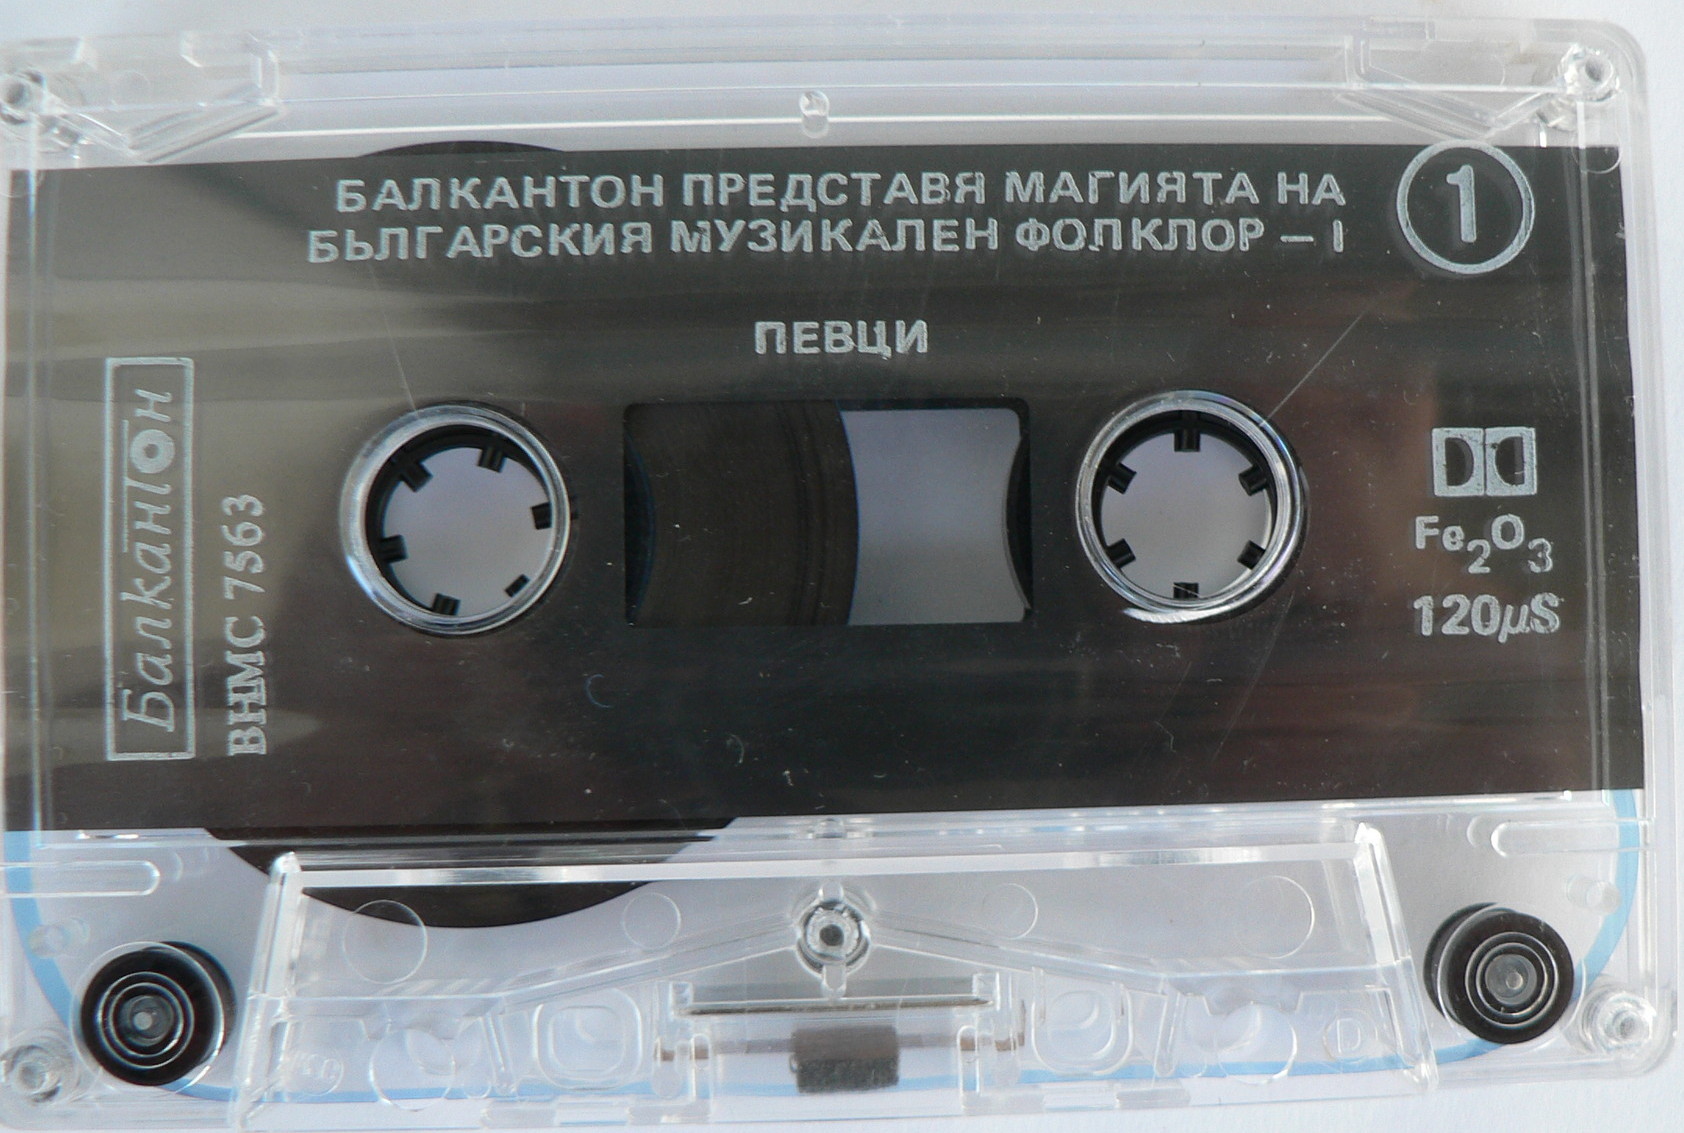 БАЛКАНТОН ПРЕДСТАВЯ МАГИЯТА НА
БЪЛГАРСКИЯ МУЗИКАЛЕН ФОЛКЛОР – I
1
ПЕВЦИ
Балкантон
ВНМС 7563
Fe₂O₃
120µS